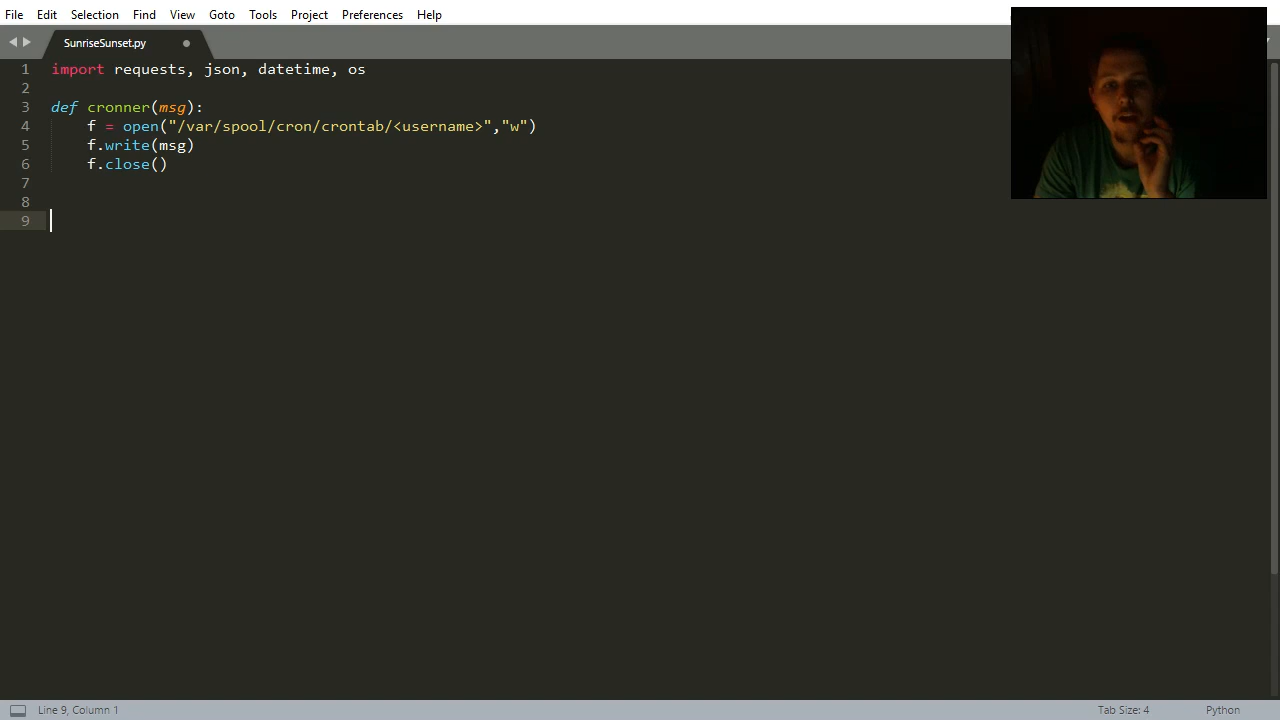 File Edit Selection Find View Goto Tools Project Preferences Help
SunriseSunset.py
1 import requests, json, datetime, os
2
3 def cronner(msg):
4 f = open("/var/spool/cron/crontab/<username>","w")
5 f.write(msg)
6 f.close()
7
8
9
Line 9, Column 1 Tab Size: 4 Python